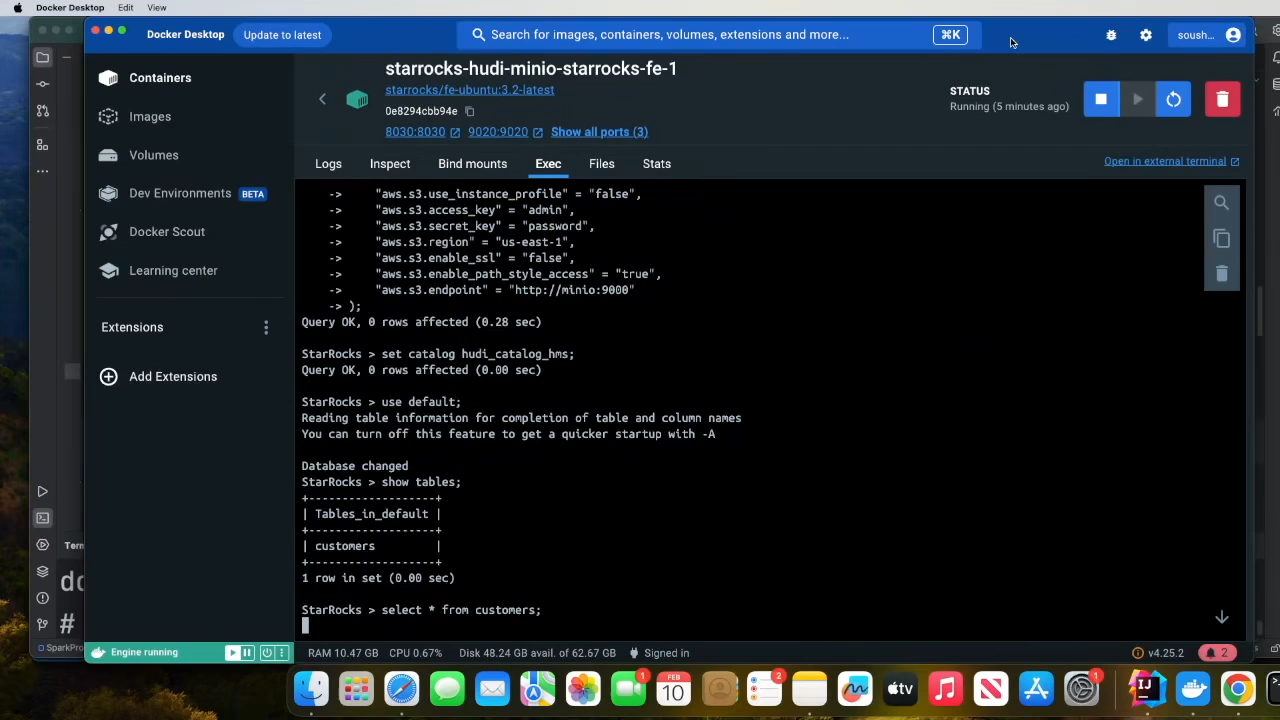 Docker Desktop Edit View
Docker Desktop Update to latest Search for images, containers, volumes, extensions and more... ⌘K soush...
Containers
Images
Volumes
Dev Environments BETA
Docker Scout
Learning center
Extensions
Add Extensions
starrocks-hudi-minio-starrocks-fe-1
starrocks/fe-ubuntu:3.2-latest
0e8294cbb94e
8030:8030 9020:9020 Show all ports (3)
STATUS
Running (5 minutes ago)
Logs Inspect Bind mounts Exec Files Stats
Open in external terminal
-> "aws.s3.use_instance_profile" = "false",
-> "aws.s3.access_key" = "admin",
-> "aws.s3.secret_key" = "password",
-> "aws.s3.region" = "us-east-1",
-> "aws.s3.enable_ssl" = "false",
-> "aws.s3.enable_path_style_access" = "true",
-> "aws.s3.endpoint" = "http://minio:9000"
-> );
Query OK, 0 rows affected (0.28 sec)
StarRocks > set catalog hudi_catalog_hms;
Query OK, 0 rows affected (0.00 sec)
StarRocks > use default;
Reading table information for completion of table and column names
You can turn off this feature to get a quicker startup with -A
Database changed
StarRocks > show tables;
+-------------------+
| Tables_in_default |
+-------------------+
| customers         |
+-------------------+
1 row in set (0.00 sec)
StarRocks > select * from customers;
Term
do
#
SparkPro
Engine running
RAM 10.47 GB CPU 0.67% Disk 48.24 GB avail. of 62.67 GB Signed in v4.25.2 2
FEB
10
1
2
tv
1
IJ